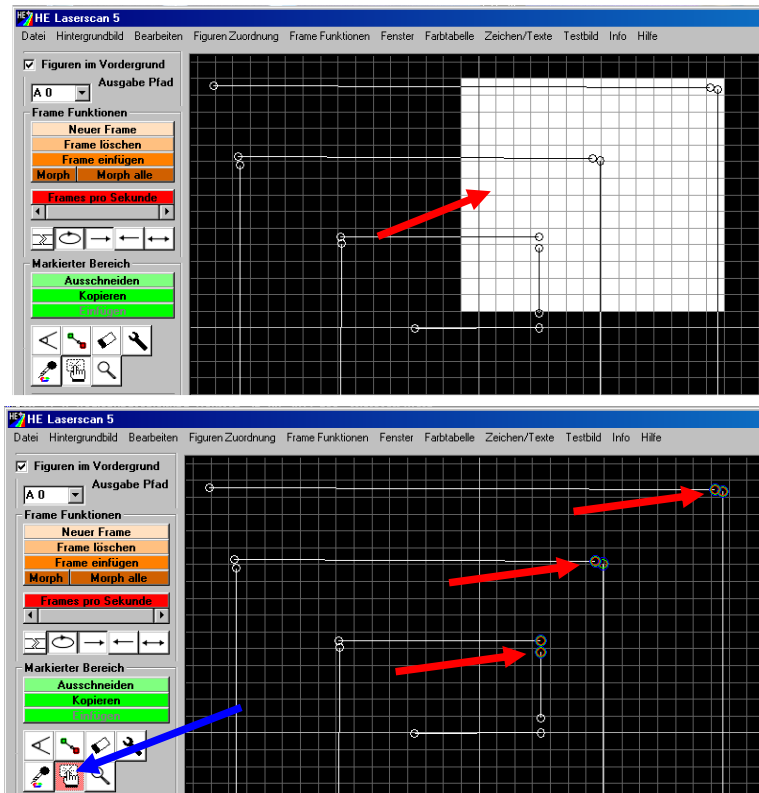 HE Laserscan 5
Datei Hintergrundbild Bearbeiten Figuren Zuordnung Frame Funktionen Fenster Farbtabelle Zeichen/Texte Testbild Info Hilfe
Figuren im Vordergrund
Ausgabe Pfad
A 0
Frame Funktionen
Neuer Frame
Frame löschen
Frame einfügen
Morph Morph alle
Frames pro Sekunde
Markierter Bereich
Ausschneiden
Kopieren
Einfügen
HE Laserscan 5
Datei Hintergrundbild Bearbeiten Figuren Zuordnung Frame Funktionen Fenster Farbtabelle Zeichen/Texte Testbild Info Hilfe
Figuren im Vordergrund
Ausgabe Pfad
A 0
Frame Funktionen
Neuer Frame
Frame löschen
Frame einfügen
Morph Morph alle
Frames pro Sekunde
Markierter Bereich
Ausschneiden
Kopieren
Einfügen